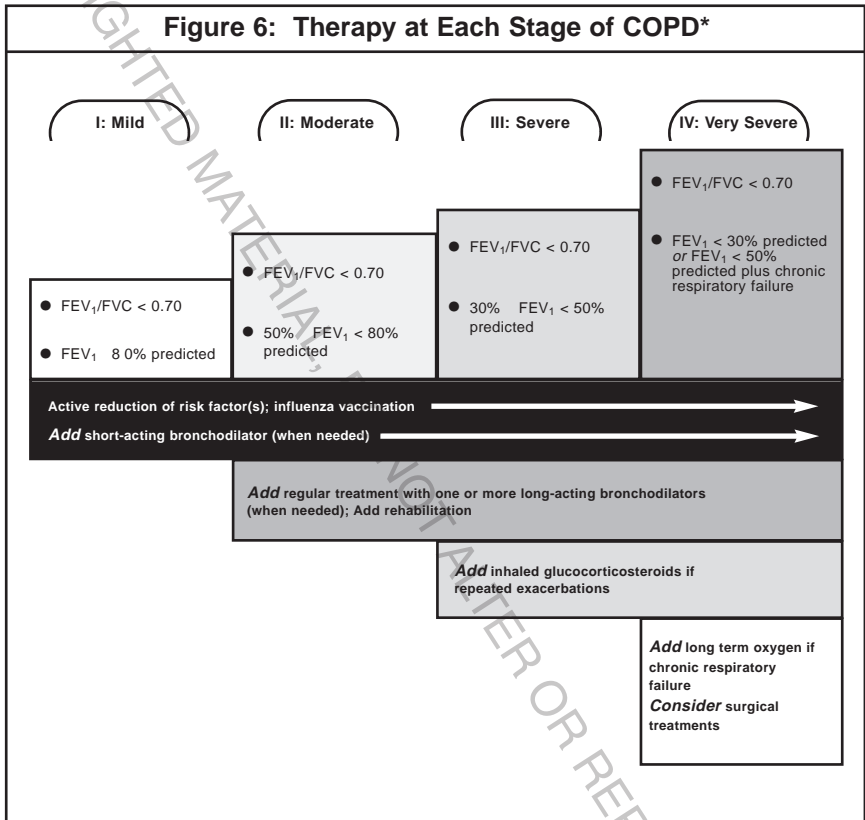 Figure 6: Therapy at Each Stage of COPD*
I: Mild
II: Moderate
III: Severe
IV: Very Severe
● FEV₁/FVC < 0.70
● FEV₁ 8 0% predicted
● FEV₁/FVC < 0.70
● 50% FEV₁ < 80%
predicted
● FEV₁/FVC < 0.70
● 30% FEV₁ < 50%
predicted
● FEV₁/FVC < 0.70
● FEV₁ < 30% predicted
or FEV₁ < 50%
predicted plus chronic
respiratory failure
Active reduction of risk factor(s); influenza vaccination
Add short-acting bronchodilator (when needed)
Add regular treatment with one or more long-acting bronchodilators
(when needed); Add rehabilitation
Add inhaled glucocorticosteroids if
repeated exacerbations
Add long term oxygen if
chronic respiratory
failure
Consider surgical
treatments
MATERIAL, NOT ALTER OR